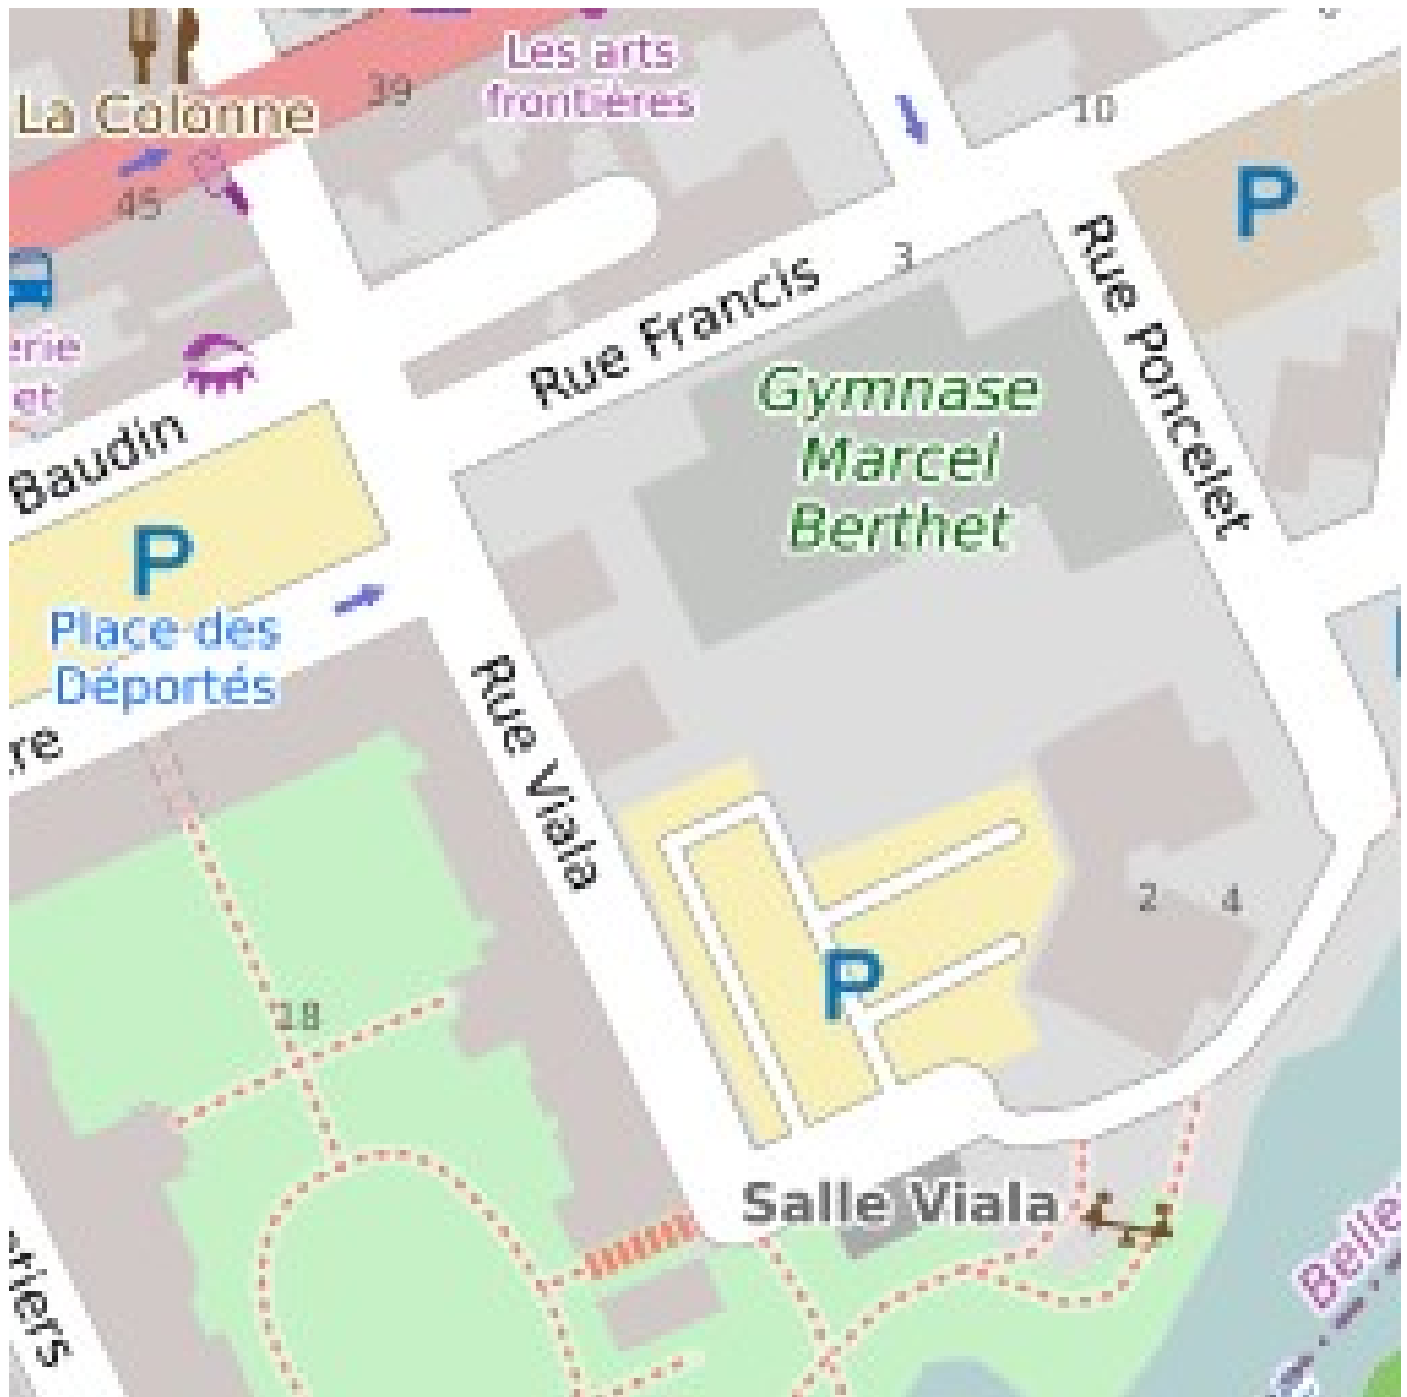 Les arts
frontières
39
La Colonne
10
45
P
3
Rue Francis
Rue Poncelet
Gymnase
Marcel
Berthet
Baudin
P
Place des
Déportés
Rue Viala
2
4
P
18
Salle Viala